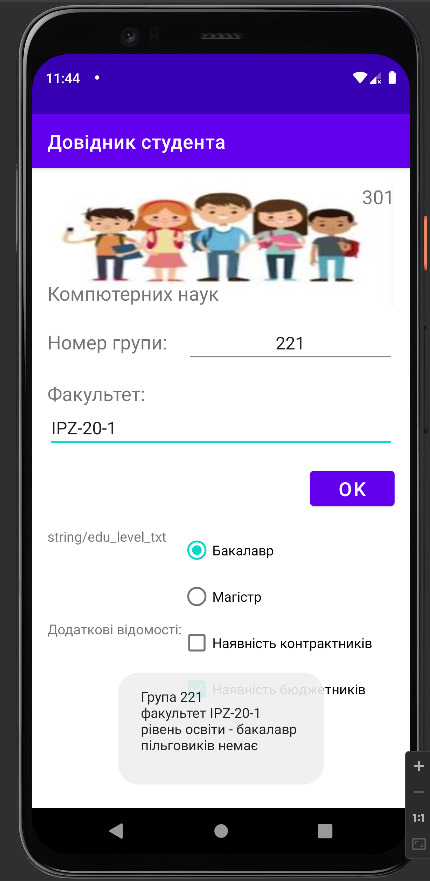 11:44
Довідник студента
301
Компютерних наук
Номер групи: 221
Факультет:
IPZ-20-1
OK
string/edu_level_txt
Бакалавр
Магістр
Додаткові відомості:
Наявність контрактників
Наявність бюджетників
Група 221
факультет IPZ-20-1
рівень освіти - бакалавр
пільговиків немає
1:1